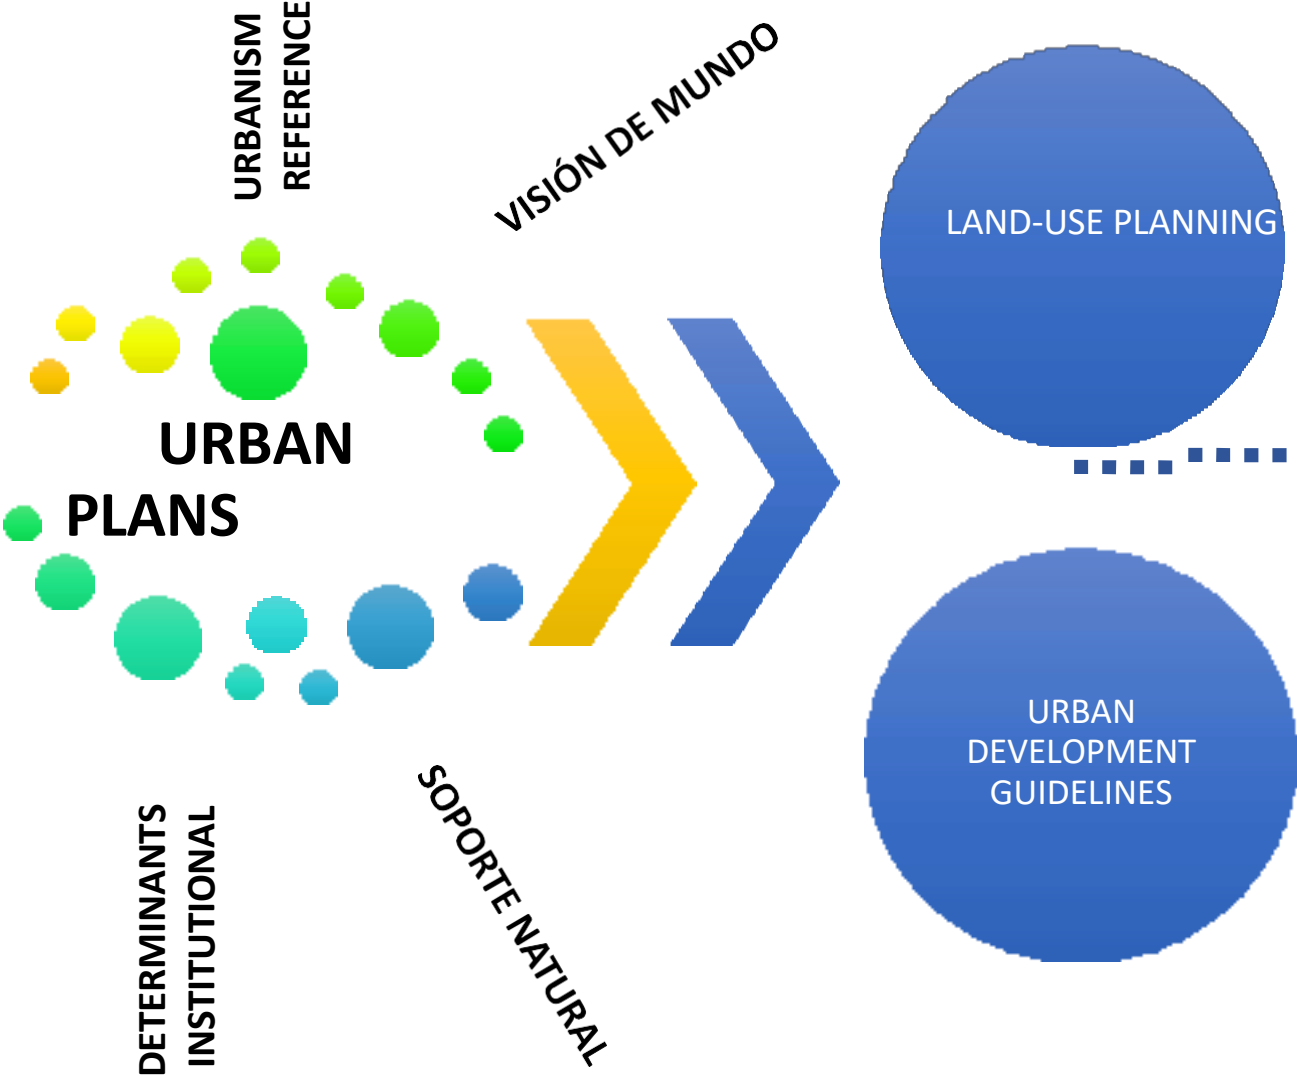 URBANISM
REFERENCE
VISIÓN DE MUNDO
LAND-USE PLANNING
URBAN
PLANS
URBAN
DEVELOPMENT
GUIDELINES
DETERMINANTS
INSTITUTIONAL
SOPORTE NATURAL